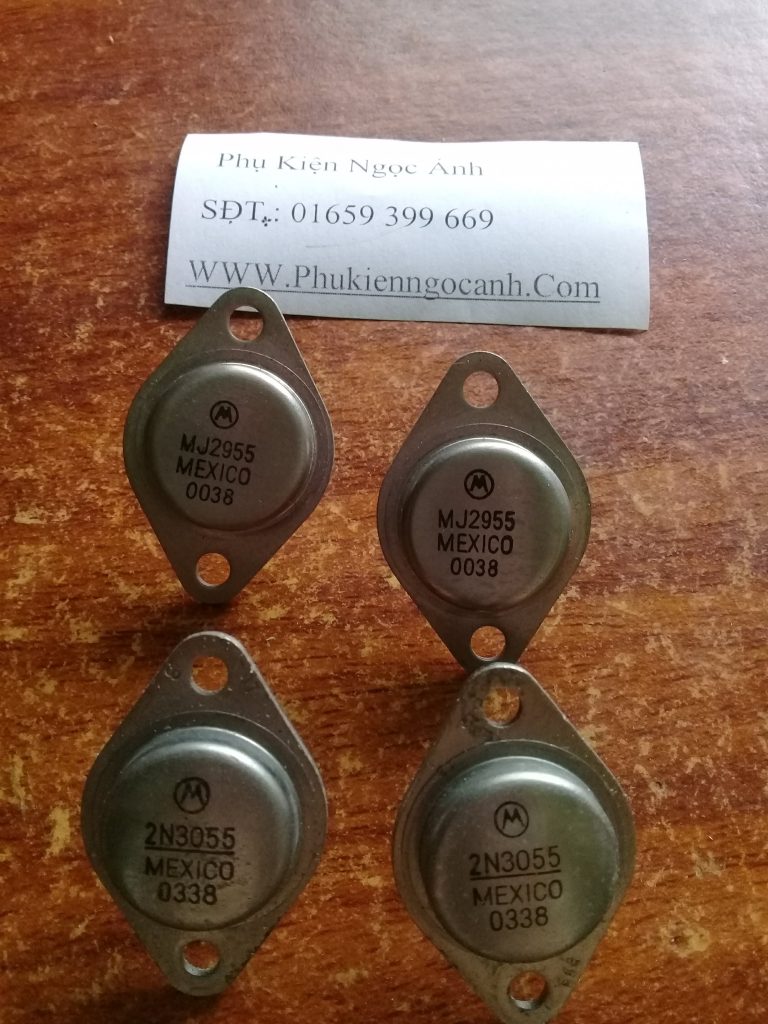 Phụ Kiện Ngọc Ánh
SĐT : 01659 399 669
WWW.Phukienngocanh.Com
MJ2955
MEXICO
0038
MJ2955
MEXICO
0038
2N3055
MEXICO
0338
2N3055
MEXICO
0338